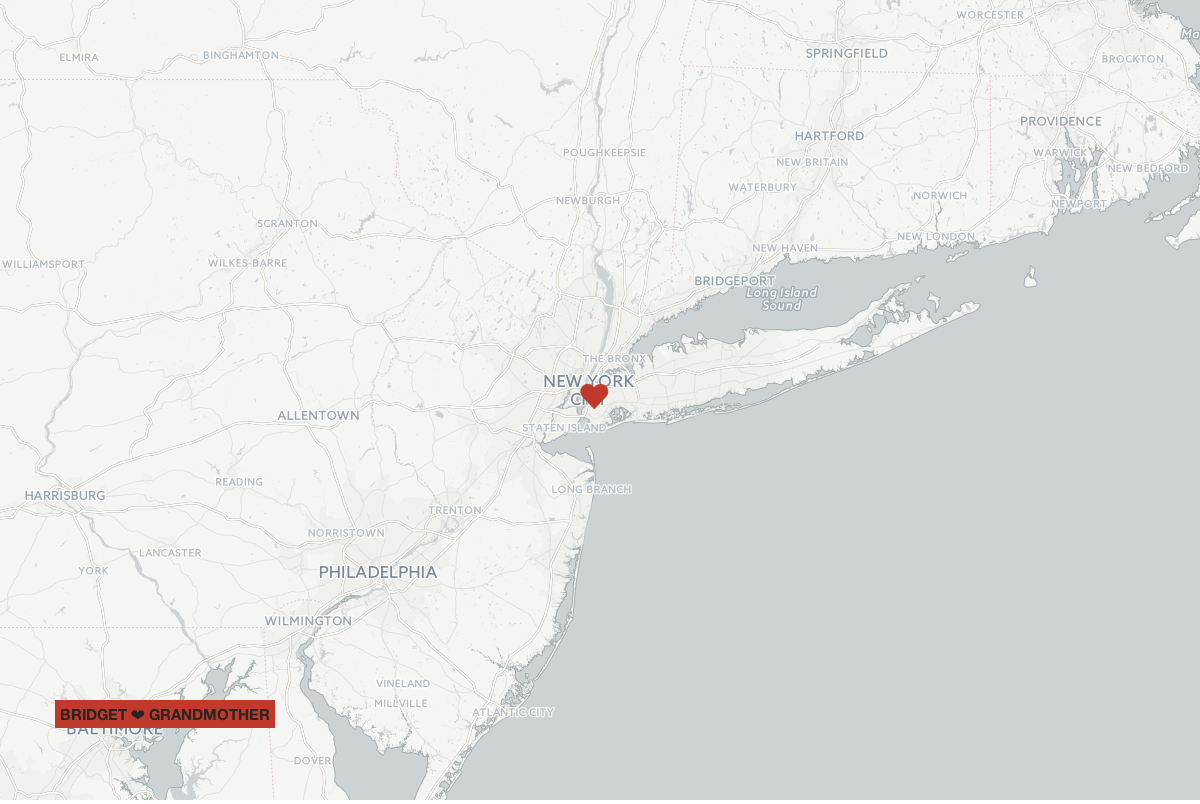 WORCESTER
Ma
ELMIRA
BINGHAMTON
SPRINGFIELD
BROCKTON
PROVIDENCE
HARTFORD
POUGHKEEPSIE
WARWICK
NEW BRITAIN
NEW BEDFORD
WATERBURY
NORWICH
NEWBURGH
NEWPORT
SCRANTON
NEW LONDON
NEW HAVEN
WILLIAMSPORT
WILKES-BARRE
BRIDGEPORT
Long Island
Sound
THE BRONX
NEW YORK
ALLENTOWN
STATEN ISLAND
READING
LONG BRANCH
HARRISBURG
TRENTON
NORRISTOWN
LANCASTER
YORK
PHILADELPHIA
WILMINGTON
VINELAND
MILLVILLE
ATLANTIC CITY
BRIDGET ❤ GRANDMOTHER
BALTIMORE
DOVER